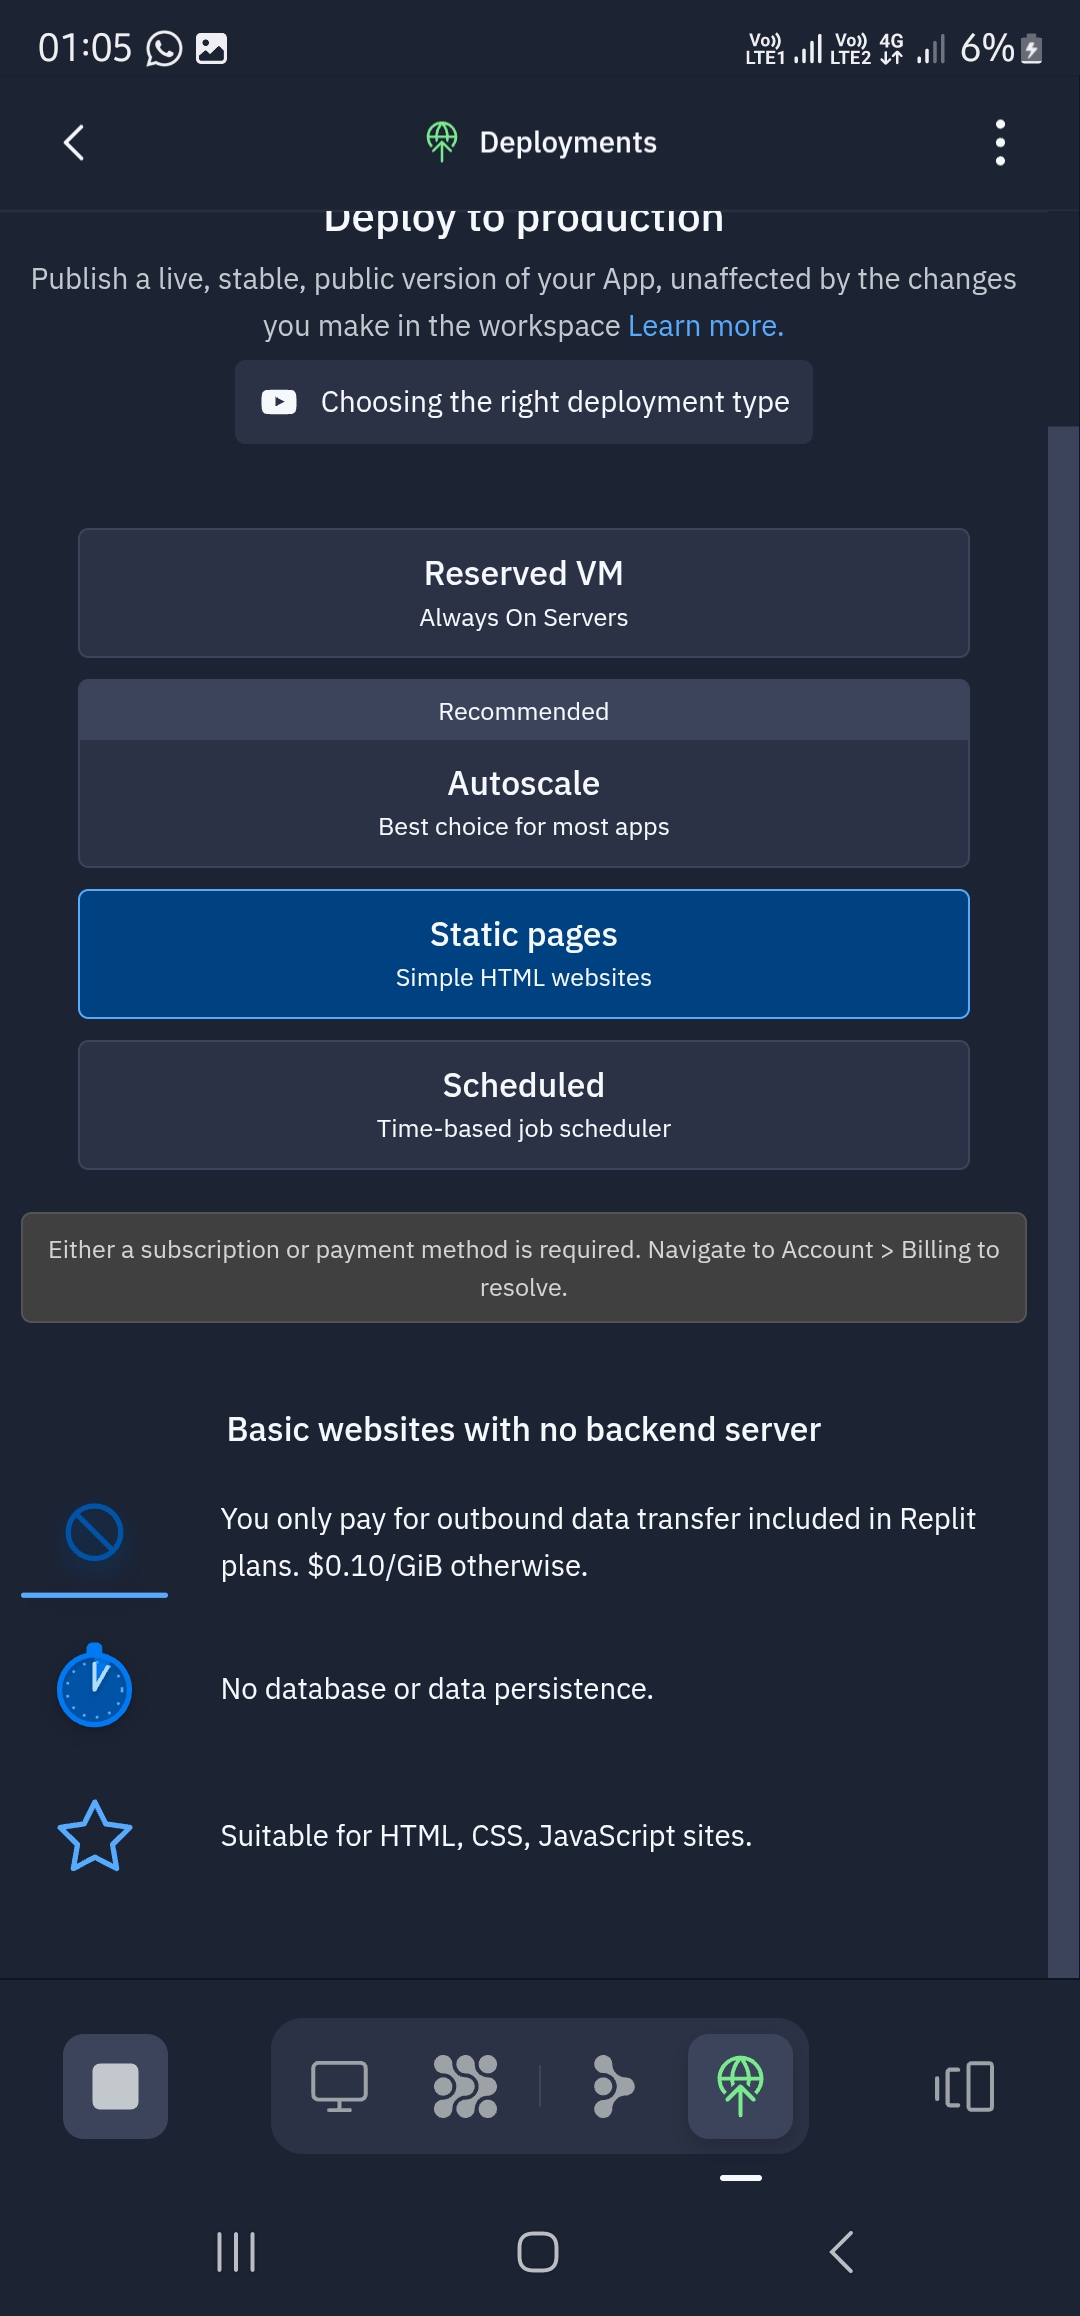 01:05
Vo)) LTE1 Vo)) LTE2 4G 6%
Deployments
Deploy to production
Publish a live, stable, public version of your App, unaffected by the changes
you make in the workspace Learn more.
Choosing the right deployment type
Reserved VM
Always On Servers
Recommended
Autoscale
Best choice for most apps
Static pages
Simple HTML websites
Scheduled
Time-based job scheduler
Either a subscription or payment method is required. Navigate to Account > Billing to
resolve.
Basic websites with no backend server
You only pay for outbound data transfer included in Replit
plans. $0.10/GiB otherwise.
No database or data persistence.
Suitable for HTML, CSS, JavaScript sites.